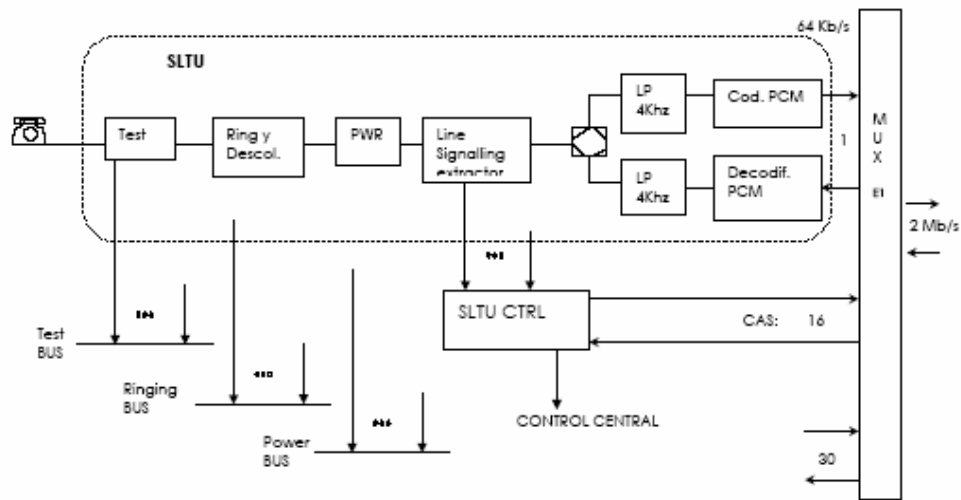 64 Kb/s
SLTU
Test
Ring y
Descol.
PWR
Line
Signalling
extractor
LP
4Khz
Cod. PCM
LP
4Khz
Decodif.
PCM
1
M
U
X
E1
2 Mb/s
SLTU CTRL
CAS: 16
Test
BUS
Ringing
BUS
CONTROL CENTRAL
Power
BUS
30